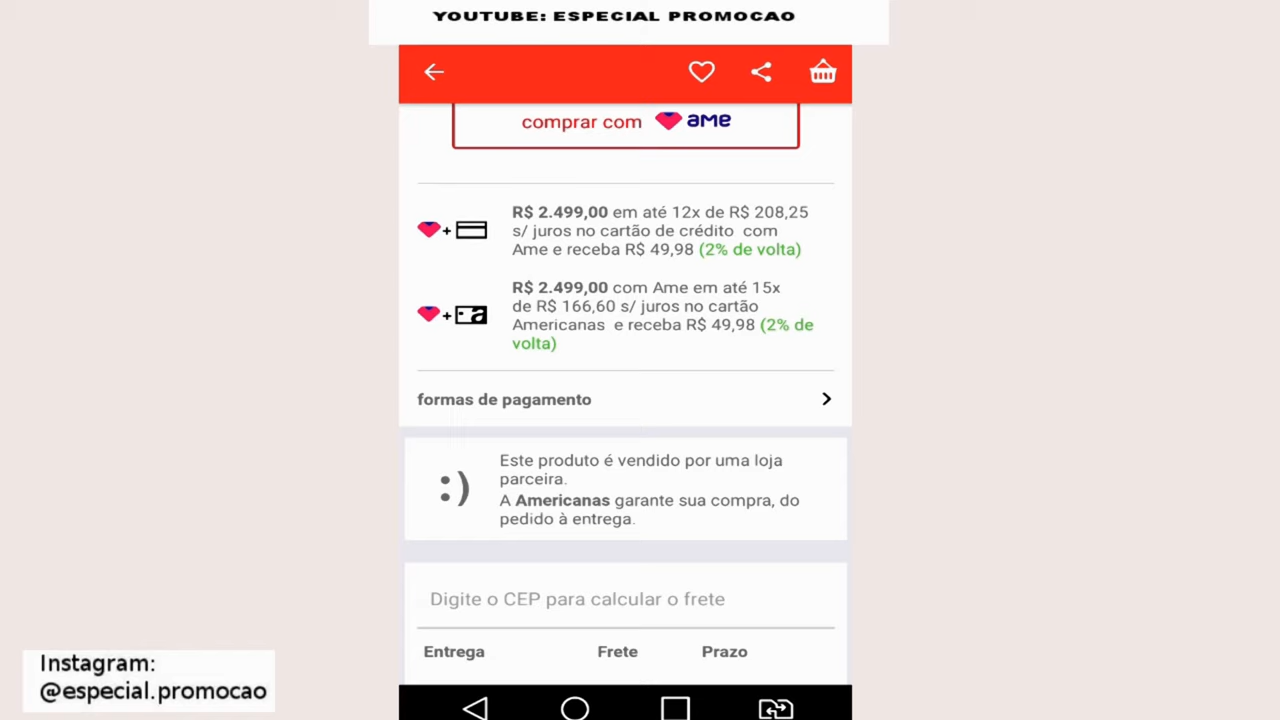 YOUTUBE: ESPECIAL PROMOCAO
comprar com ame
R$ 2.499,00 em até 12x de R$ 208,25
s/ juros no cartão de crédito com
Ame e receba R$ 49,98 (2% de volta)
R$ 2.499,00 com Ame em até 15x
de R$ 166,60 s/ juros no cartão
Americanas e receba R$ 49,98 (2% de
volta)
formas de pagamento
:)
Este produto é vendido por uma loja
parceira.
A Americanas garante sua compra, do
pedido à entrega.
Digite o CEP para calcular o frete
Entrega Frete Prazo
Instagram:
@especial.promocao